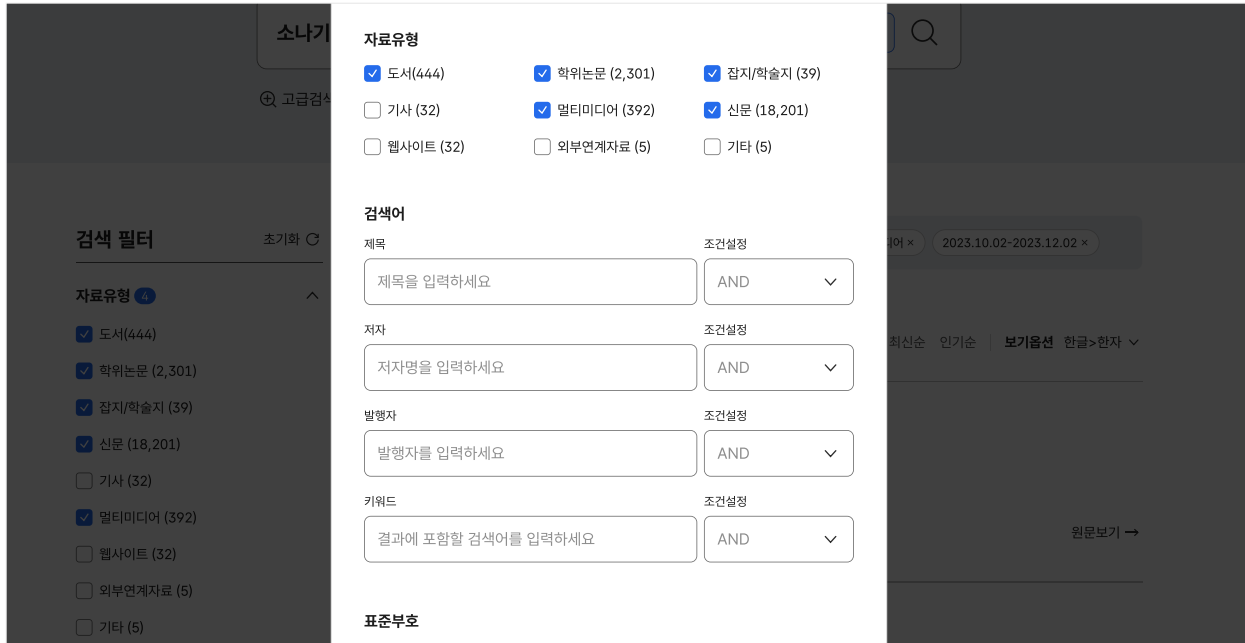 소나기
고급검색
검색 필터
초기화
자료유형 4
도서(444)
학위논문 (2,301)
잡지/학술지 (39)
신문 (18,201)
기사 (32)
멀티미디어 (392)
웹사이트 (32)
외부연계자료 (5)
기타 (5)
자료유형
도서(444) 학위논문 (2,301) 잡지/학술지 (39)
기사 (32) 멀티미디어 (392) 신문 (18,201)
웹사이트 (32) 외부연계자료 (5) 기타 (5)
검색어
제목 조건설정
제목을 입력하세요 AND
저자 조건설정
저자명을 입력하세요 AND
발행자 조건설정
발행자를 입력하세요 AND
키워드 조건설정
결과에 포함할 검색어를 입력하세요 AND
표준부호
2023.10.02-2023.12.02 ×
최신순 인기순 보기옵션 한글>한자
원문보기 →